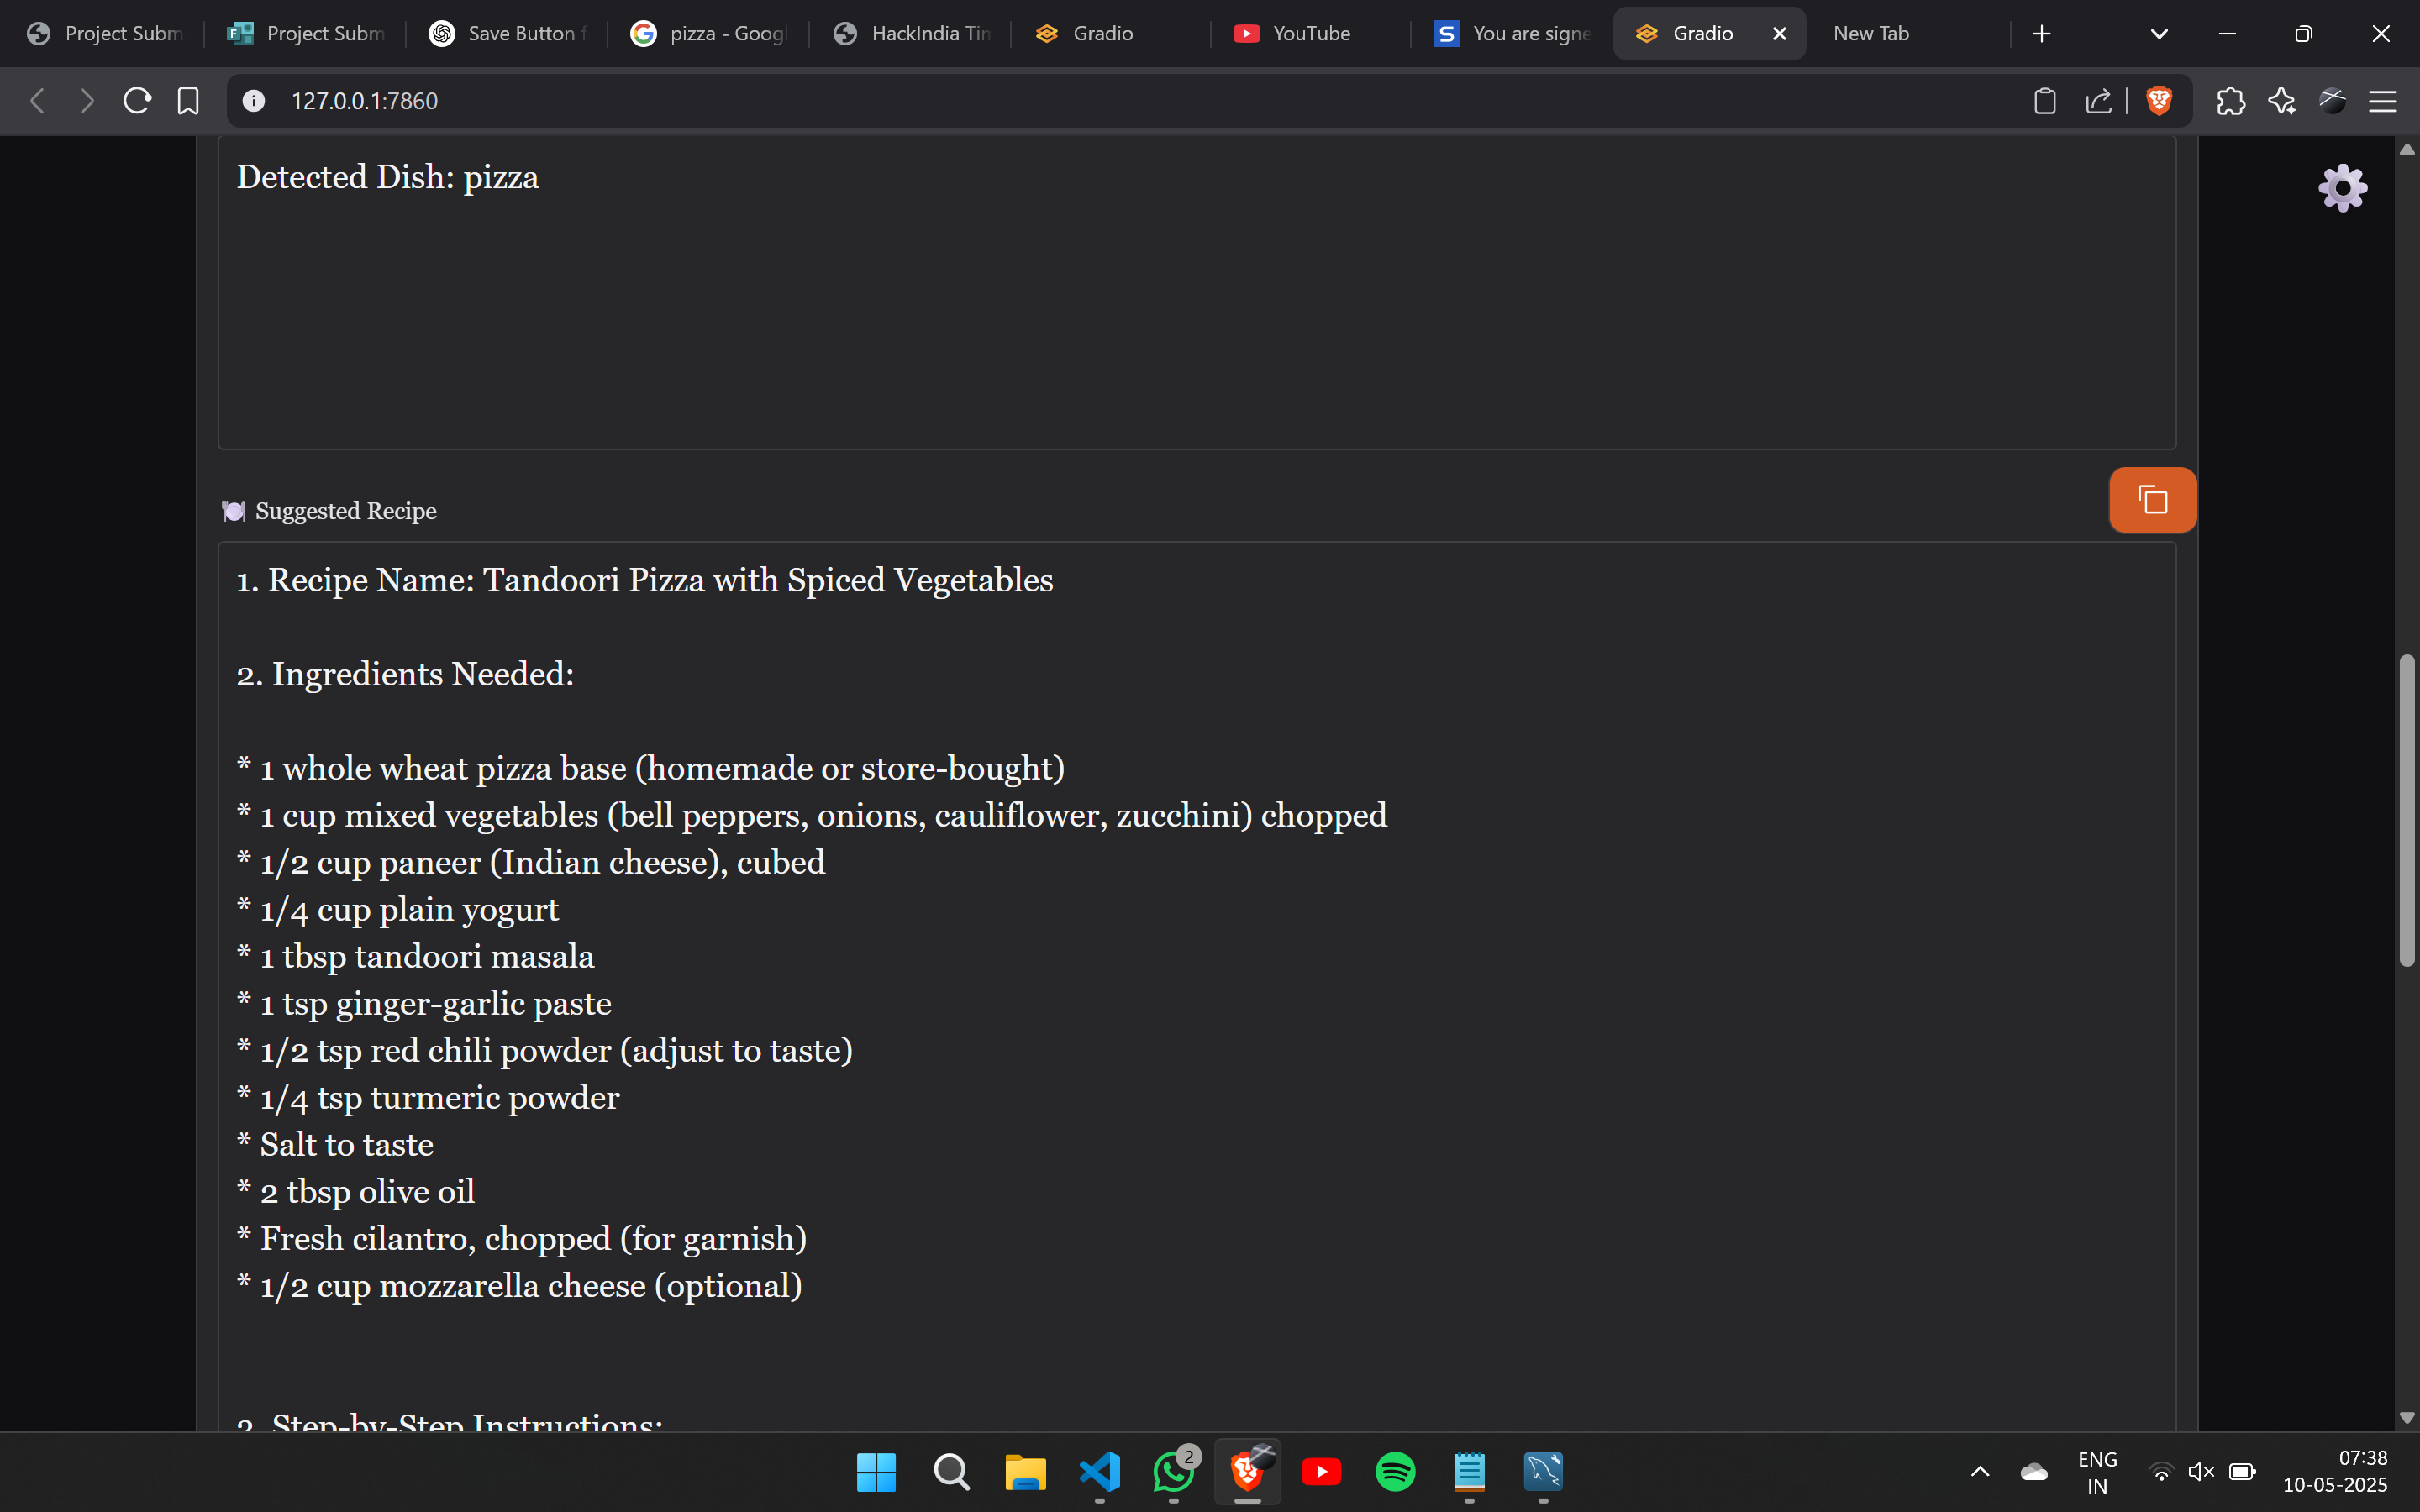 Project Subm
Project Subm
Save Button f
pizza - Googl
HackIndia Tim
Gradio
YouTube
You are signe
Gradio
New Tab
127.0.0.1:7860
Detected Dish: pizza
Suggested Recipe
1. Recipe Name: Tandoori Pizza with Spiced Vegetables
2. Ingredients Needed:
* 1 whole wheat pizza base (homemade or store-bought)
* 1 cup mixed vegetables (bell peppers, onions, cauliflower, zucchini) chopped
* 1/2 cup paneer (Indian cheese), cubed
* 1/4 cup plain yogurt
* 1 tbsp tandoori masala
* 1 tsp ginger-garlic paste
* 1/2 tsp red chili powder (adjust to taste)
* 1/4 tsp turmeric powder
* Salt to taste
* 2 tbsp olive oil
* Fresh cilantro, chopped (for garnish)
* 1/2 cup mozzarella cheese (optional)
3. Step-by-Step Instructions:
2
ENG
IN
07:38
10-05-2025